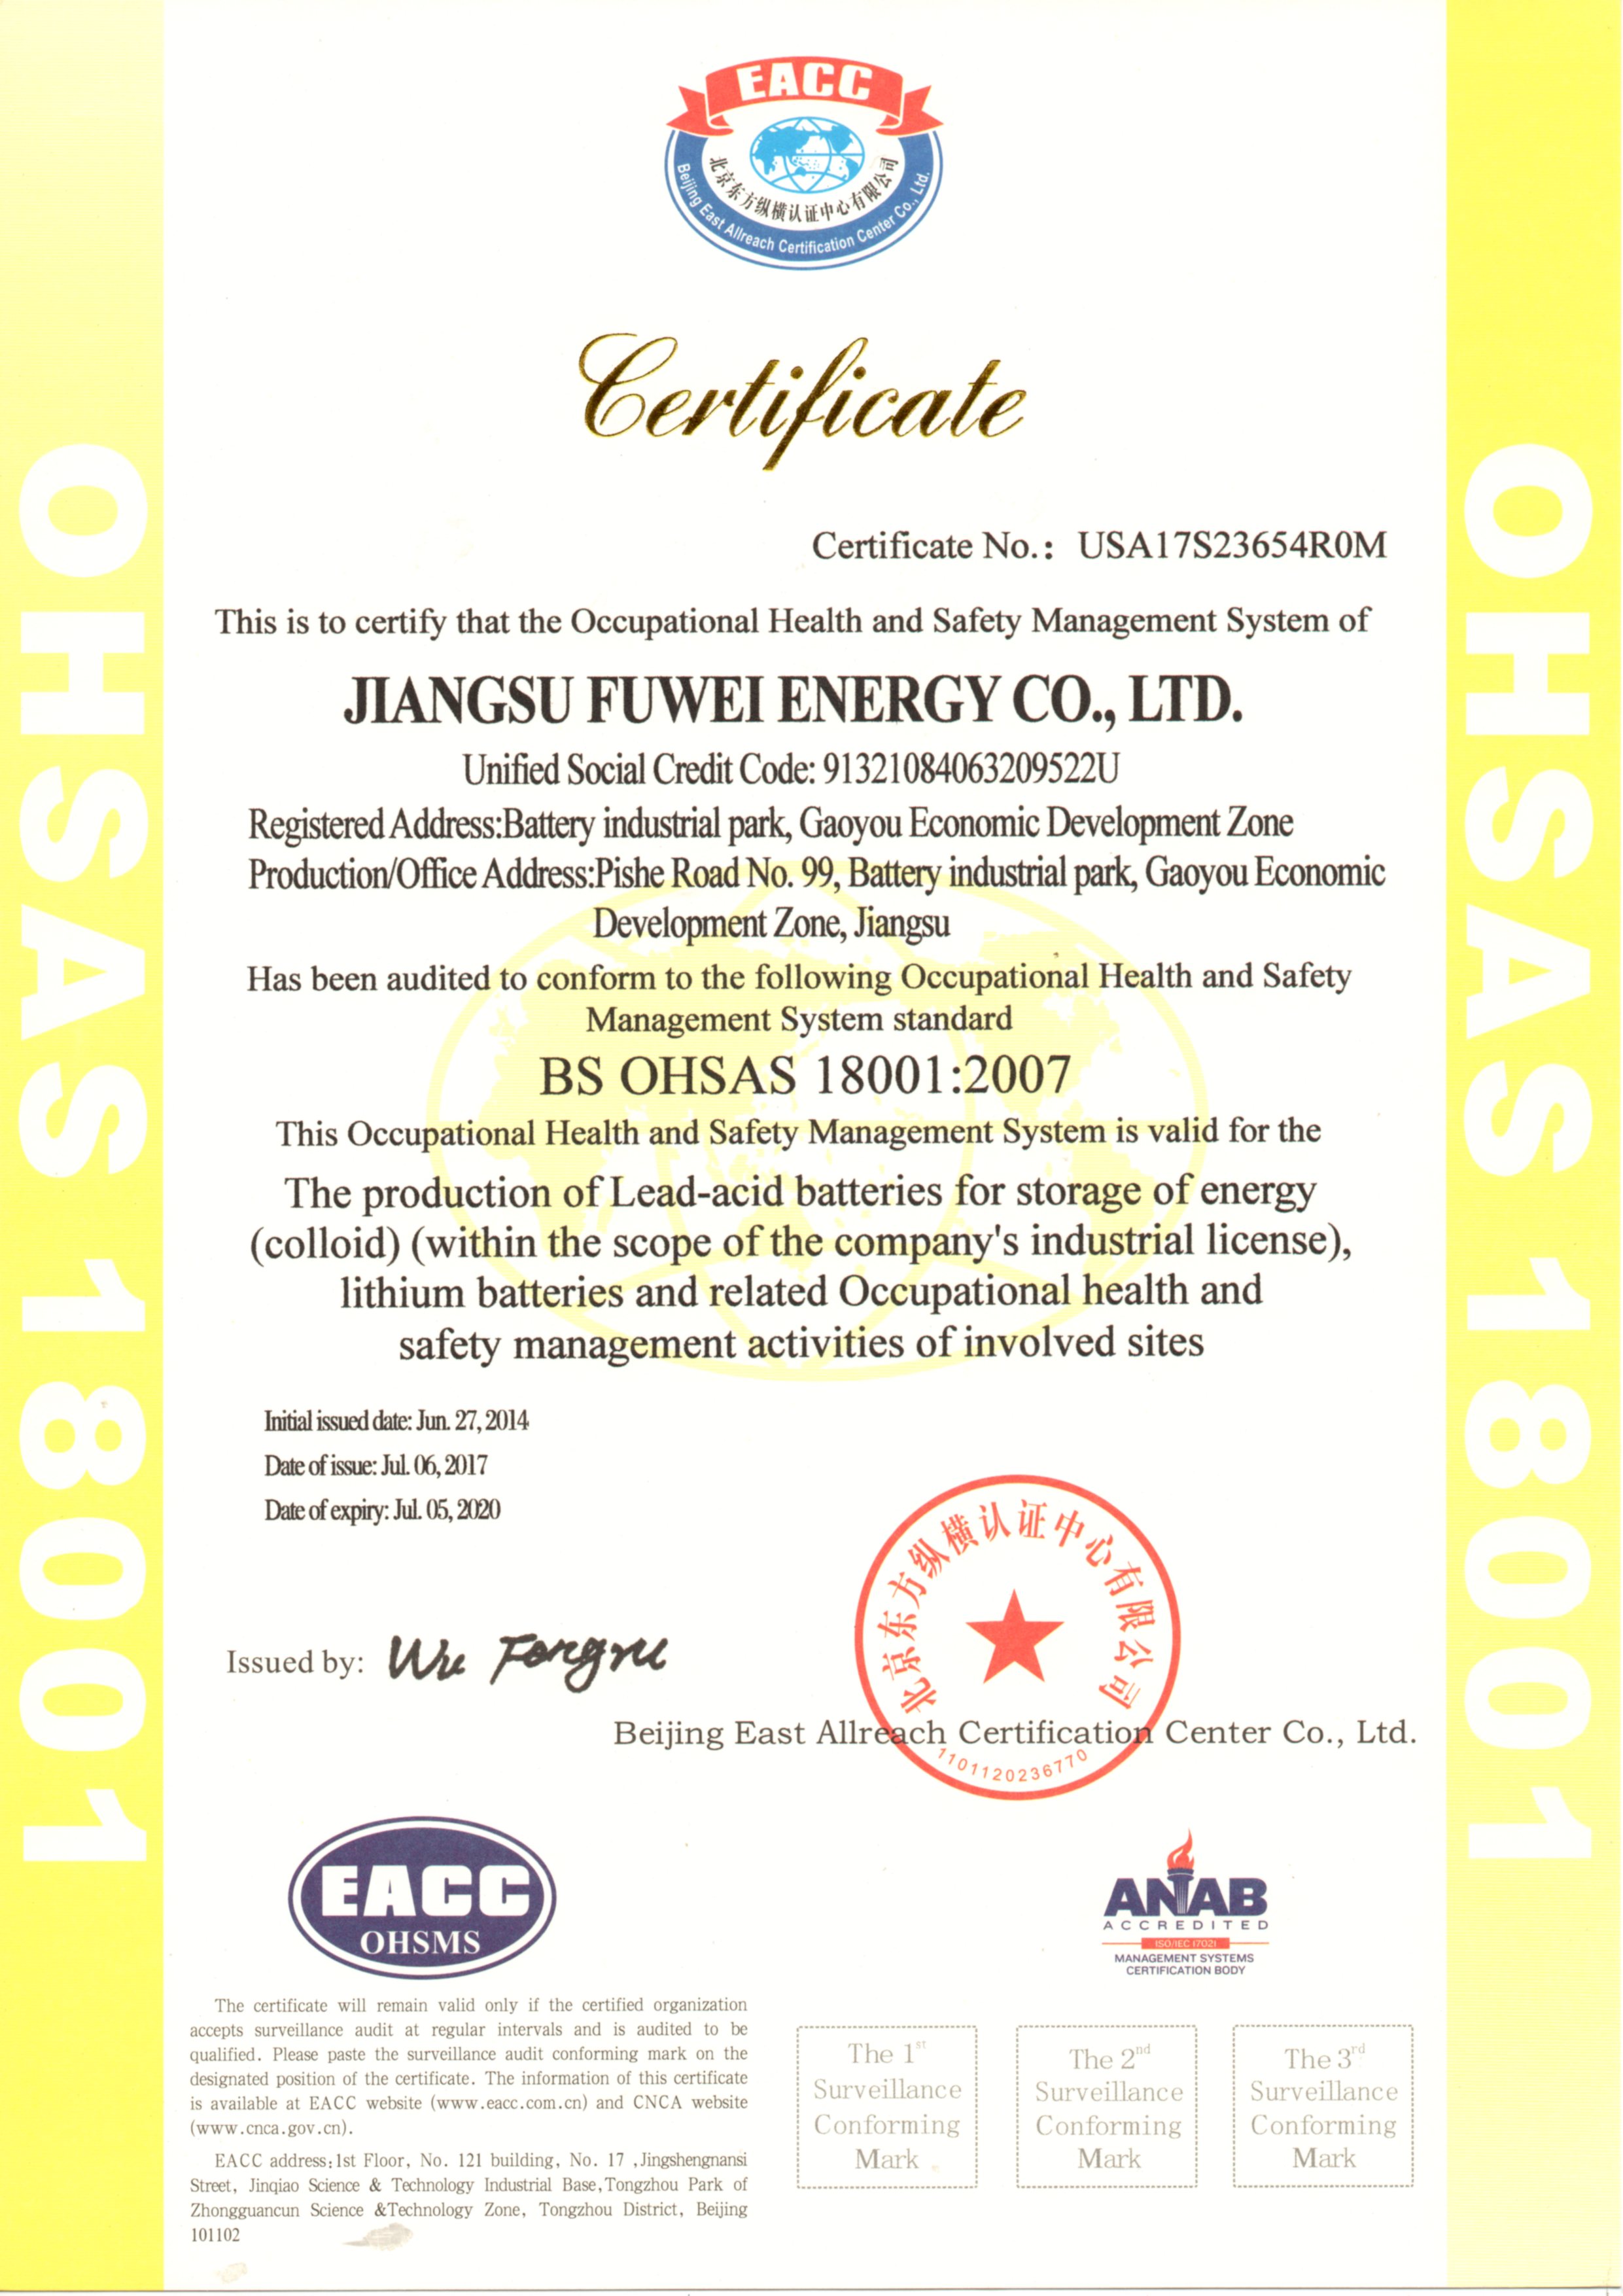 EACC
北京东方纵横认证中心有限公司
Beijing East Allreach Certification Center Co., Ltd.
Certificate
Certificate No.: USA17S23654R0M
This is to certify that the Occupational Health and Safety Management System of
JIANGSU FUWEI ENERGY CO., LTD.
Unified Social Credit Code: 91321084063209522U
Registered Address:Battery industrial park, Gaoyou Economic Development Zone
Production/Office Address:Pishe Road No. 99, Battery industrial park, Gaoyou Economic
Development Zone, Jiangsu
Has been audited to conform to the following Occupational Health and Safety
Management System standard
BS OHSAS 18001:2007
This Occupational Health and Safety Management System is valid for the
The production of Lead-acid batteries for storage of energy
(colloid) (within the scope of the company's industrial license),
lithium batteries and related Occupational health and
safety management activities of involved sites
Initial issued date: Jun. 27, 2014
Date of issue: Jul. 06, 2017
Date of expiry: Jul. 05, 2020
北京东方纵横认证中心有限公司
Issued by: Wu Fengru
Beijing East Allreach Certification Center Co., Ltd.
1101120236770
EACC
OHSMS
ANAB
ACCREDITED
ISO/IEC 17021
MANAGEMENT SYSTEMS
CERTIFICATION BODY
The certificate will remain valid only if the certified organization
accepts surveillance audit at regular intervals and is audited to be
qualified. Please paste the surveillance audit conforming mark on the
designated position of the certificate. The information of this certificate
is available at EACC website (www.eacc.com.cn) and CNCA website
(www.cnca.gov.cn).
EACC address:1st Floor, No. 121 building, No. 17 ,Jingshengnansi
Street, Jinqiao Science & Technology Industrial Base,Tongzhou Park of
Zhongguancun Science &Technology Zone, Tongzhou District, Beijing
101102
The 1st
Surveillance
Conforming
Mark
The 2nd
Surveillance
Conforming
Mark
The 3rd
Surveillance
Conforming
Mark
OHSAS 18001
OHSAS 18001